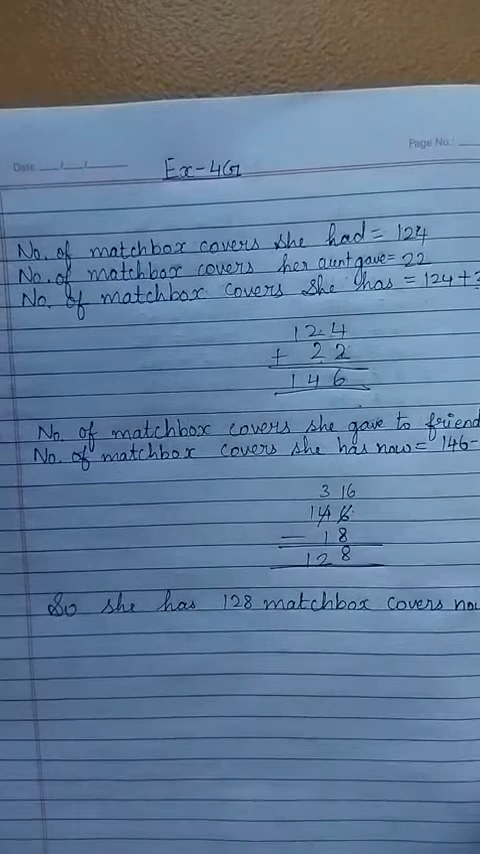 Page No.:
Date
Ex-4G
No. of matchbox covers she had = 124
No. of matchbox covers her aunt gave = 22
No. of matchbox covers she has = 124 +
124
+ 22
146
No. of matchbox covers she gave to friend
No. of matchbox covers she has now = 146 -
3 16
146
- 18
128
So she has 128 matchbox covers